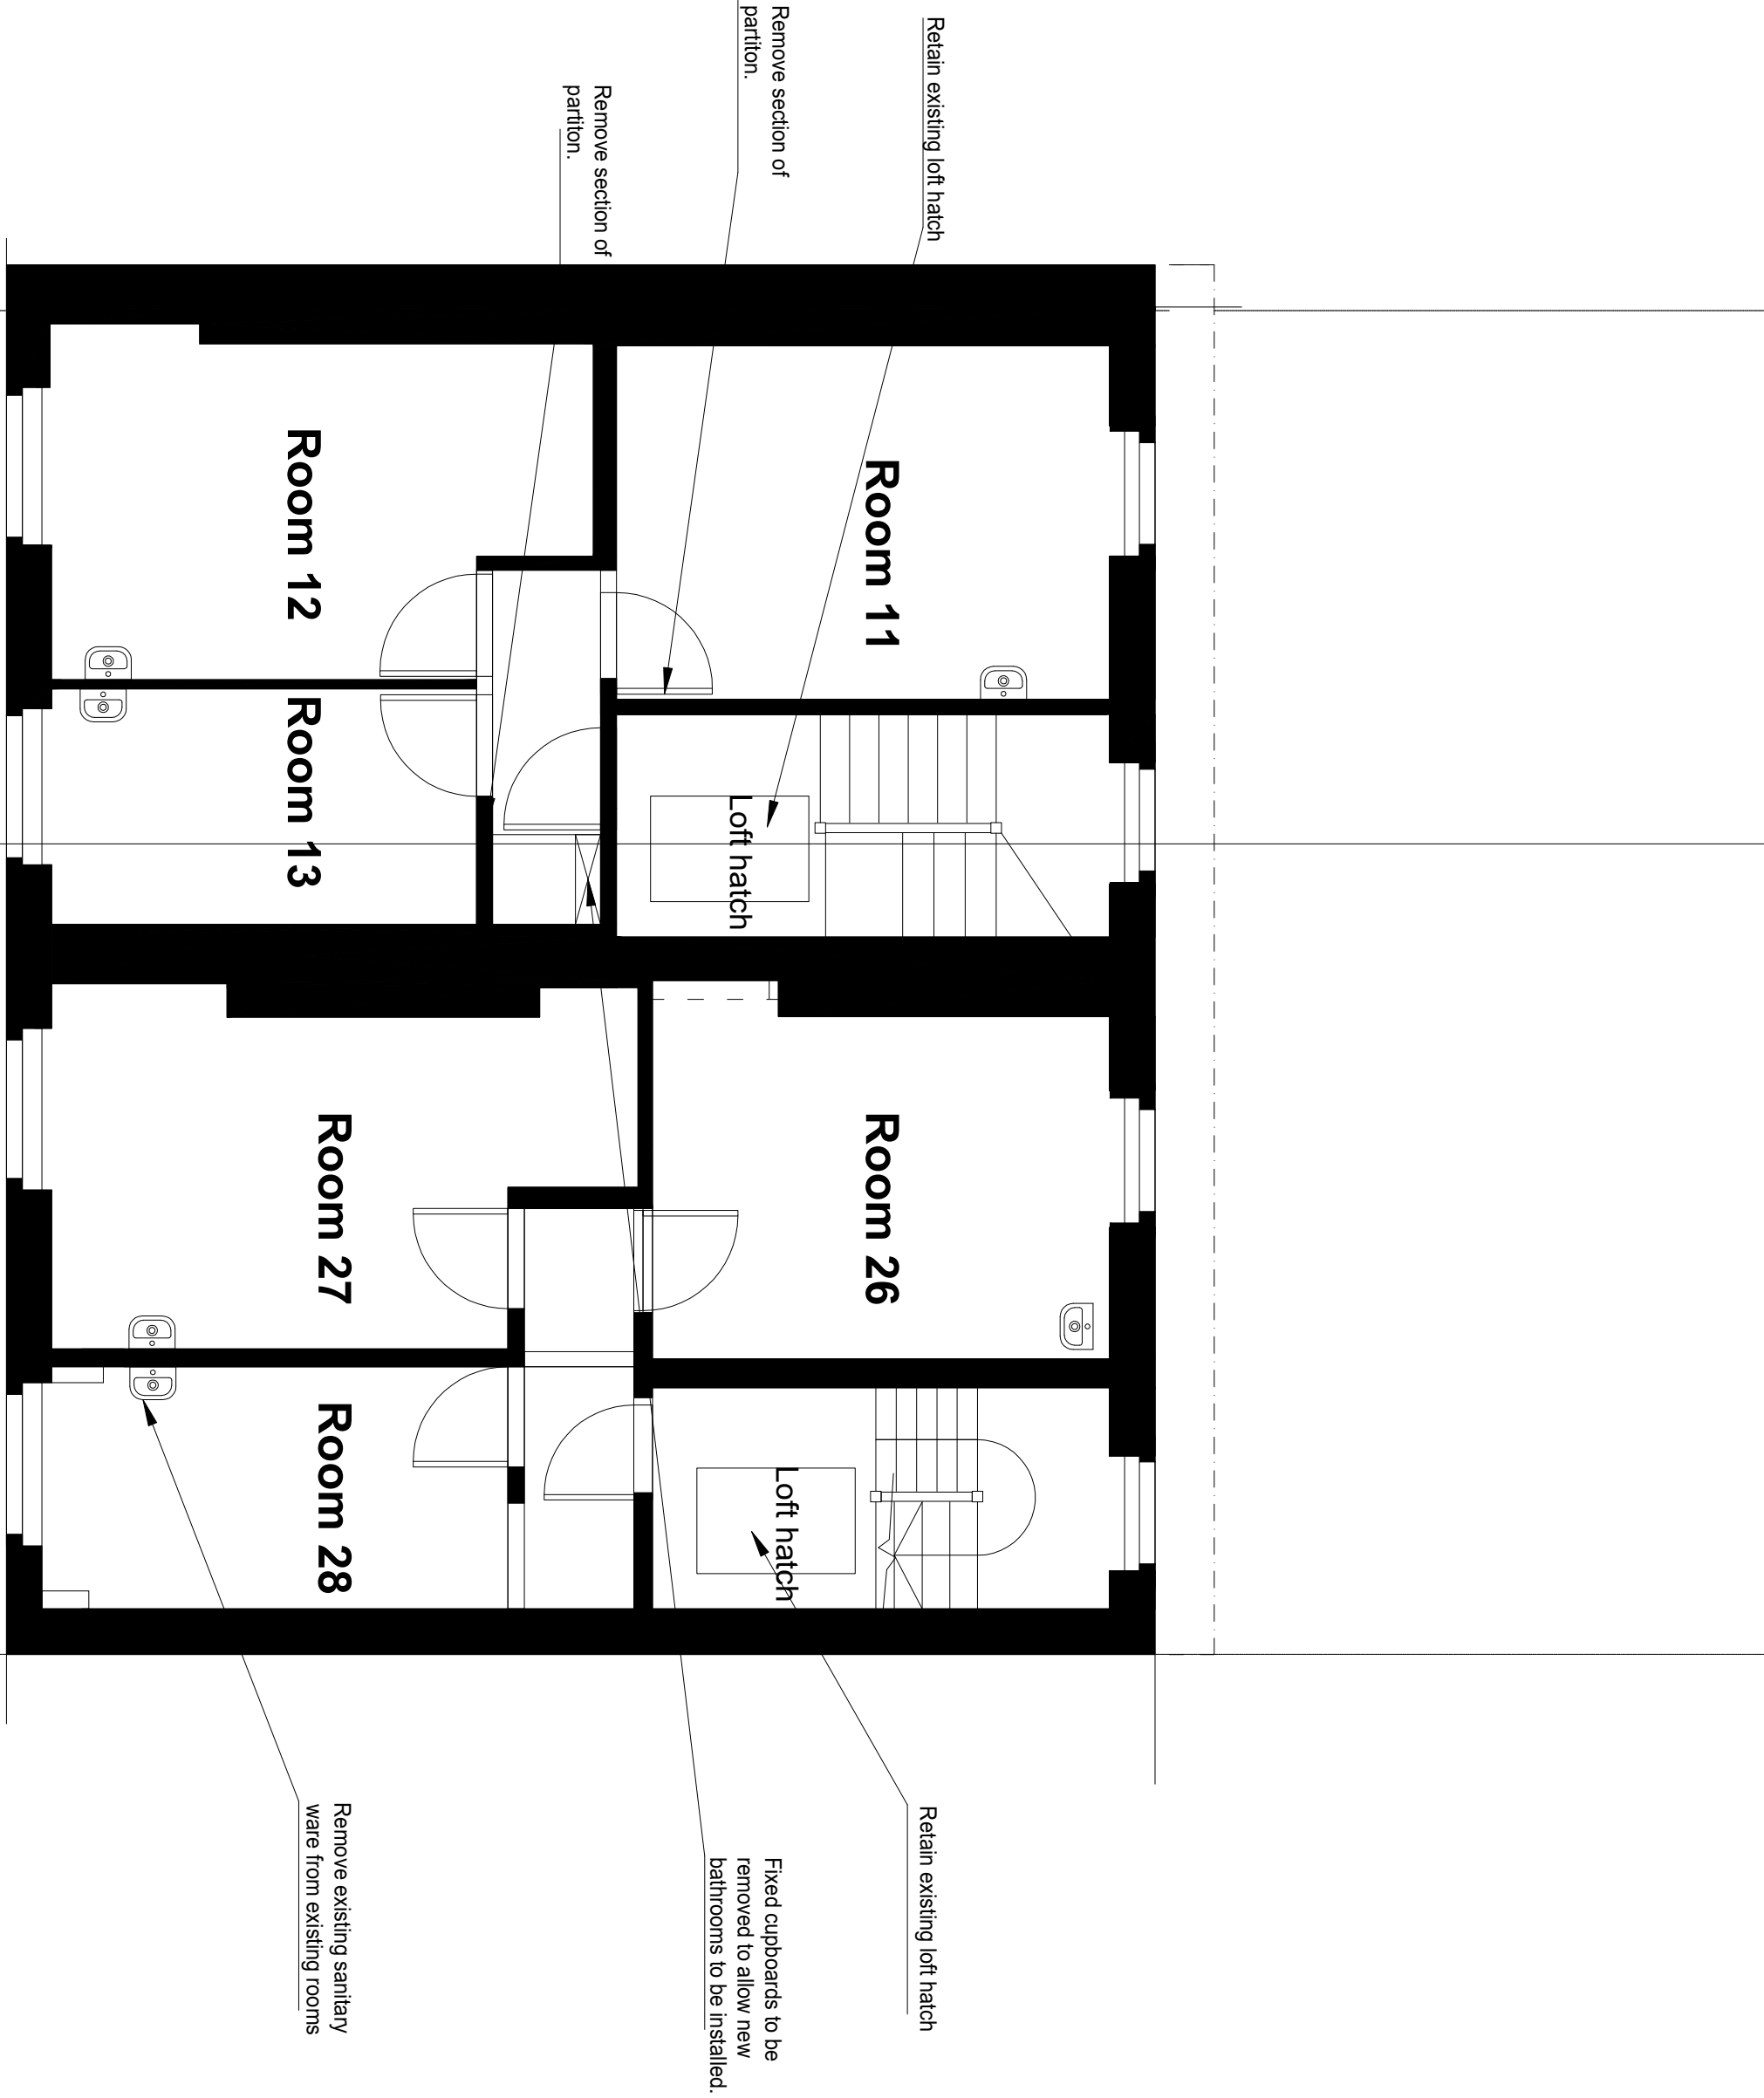 Retain existing loft hatch
Remove section of
partiton.
Remove section of
partiton.
Room 11
Room 12
Room 13
Loft hatch
Room 26
Room 27
Room 28
Loft hatch
Retain existing loft hatch
Fixed cupboards to be
removed to allow new
bathrooms to be installed.
Remove existing sanitary
ware from existing rooms